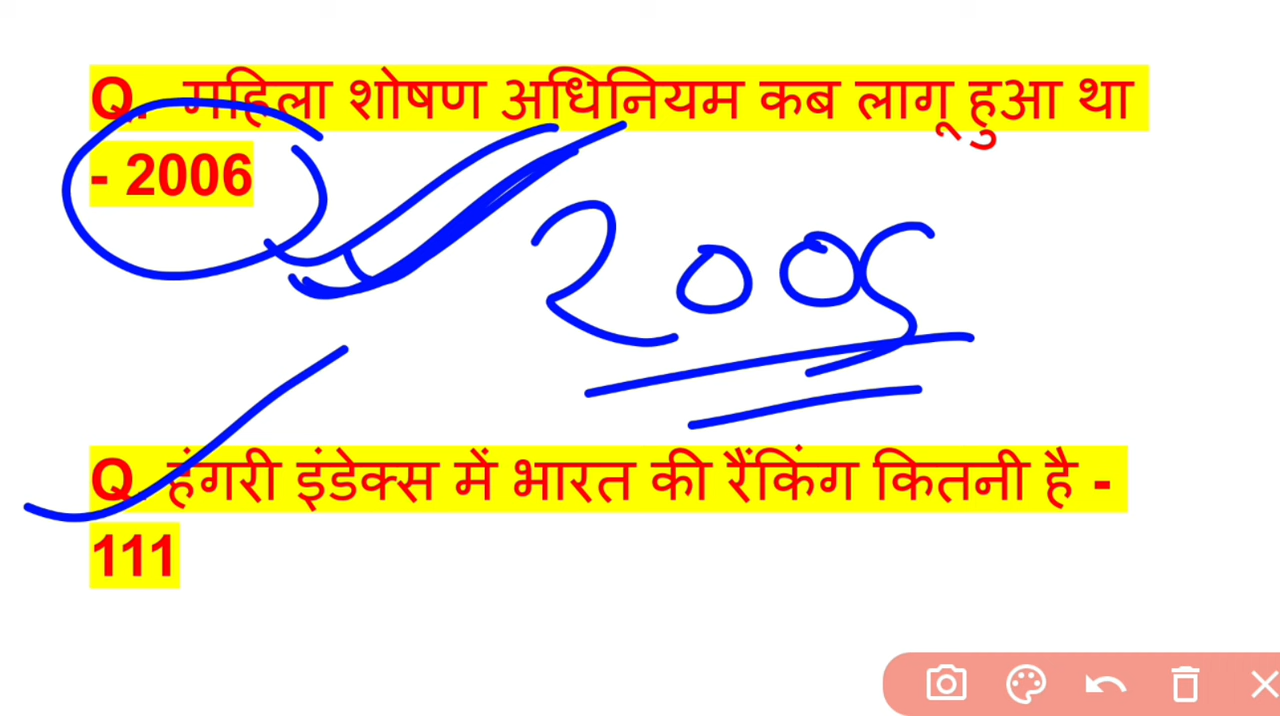 Q. महिला शोषण अधिनियम कब लागू हुआ था
- 2006
2005
Q. हंगरी इंडेक्स में भारत की रैंकिंग कितनी है -
111